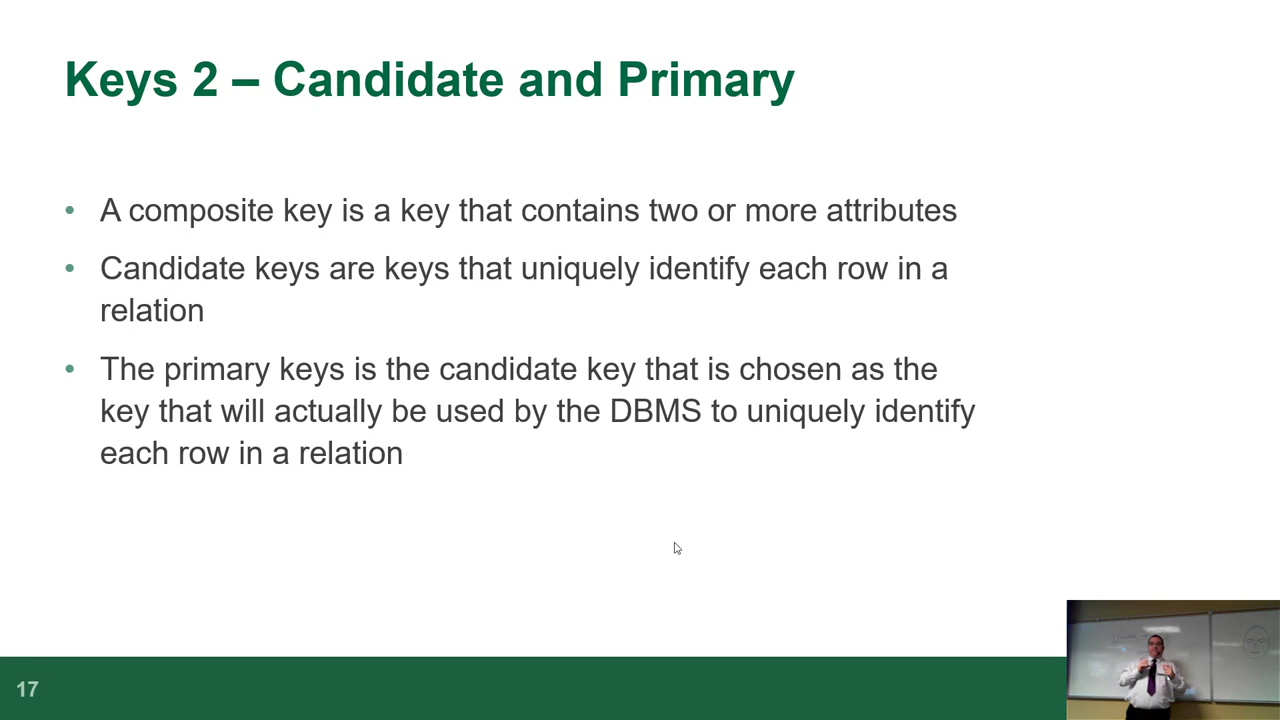 Keys 2 – Candidate and Primary
• A composite key is a key that contains two or more attributes
• Candidate keys are keys that uniquely identify each row in a
relation
• The primary keys is the candidate key that is chosen as the
key that will actually be used by the DBMS to uniquely identify
each row in a relation
17